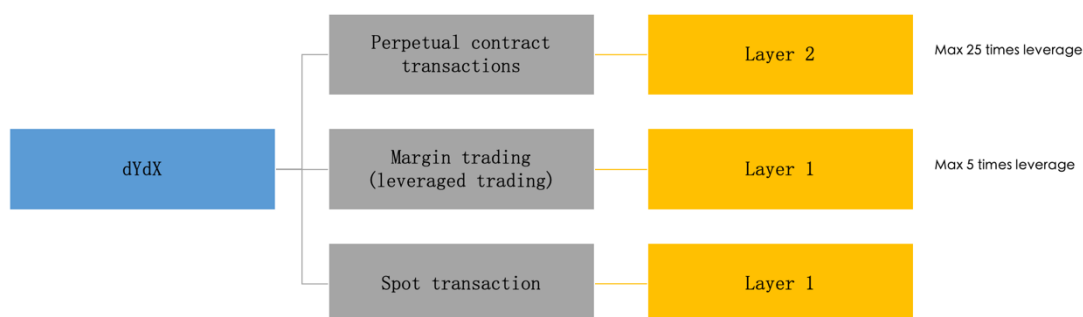 Perpetual contract
transactions
Layer 2
Max 25 times leverage
dYdX
Margin trading
(leveraged trading)
Layer 1
Max 5 times leverage
Spot transaction
Layer 1